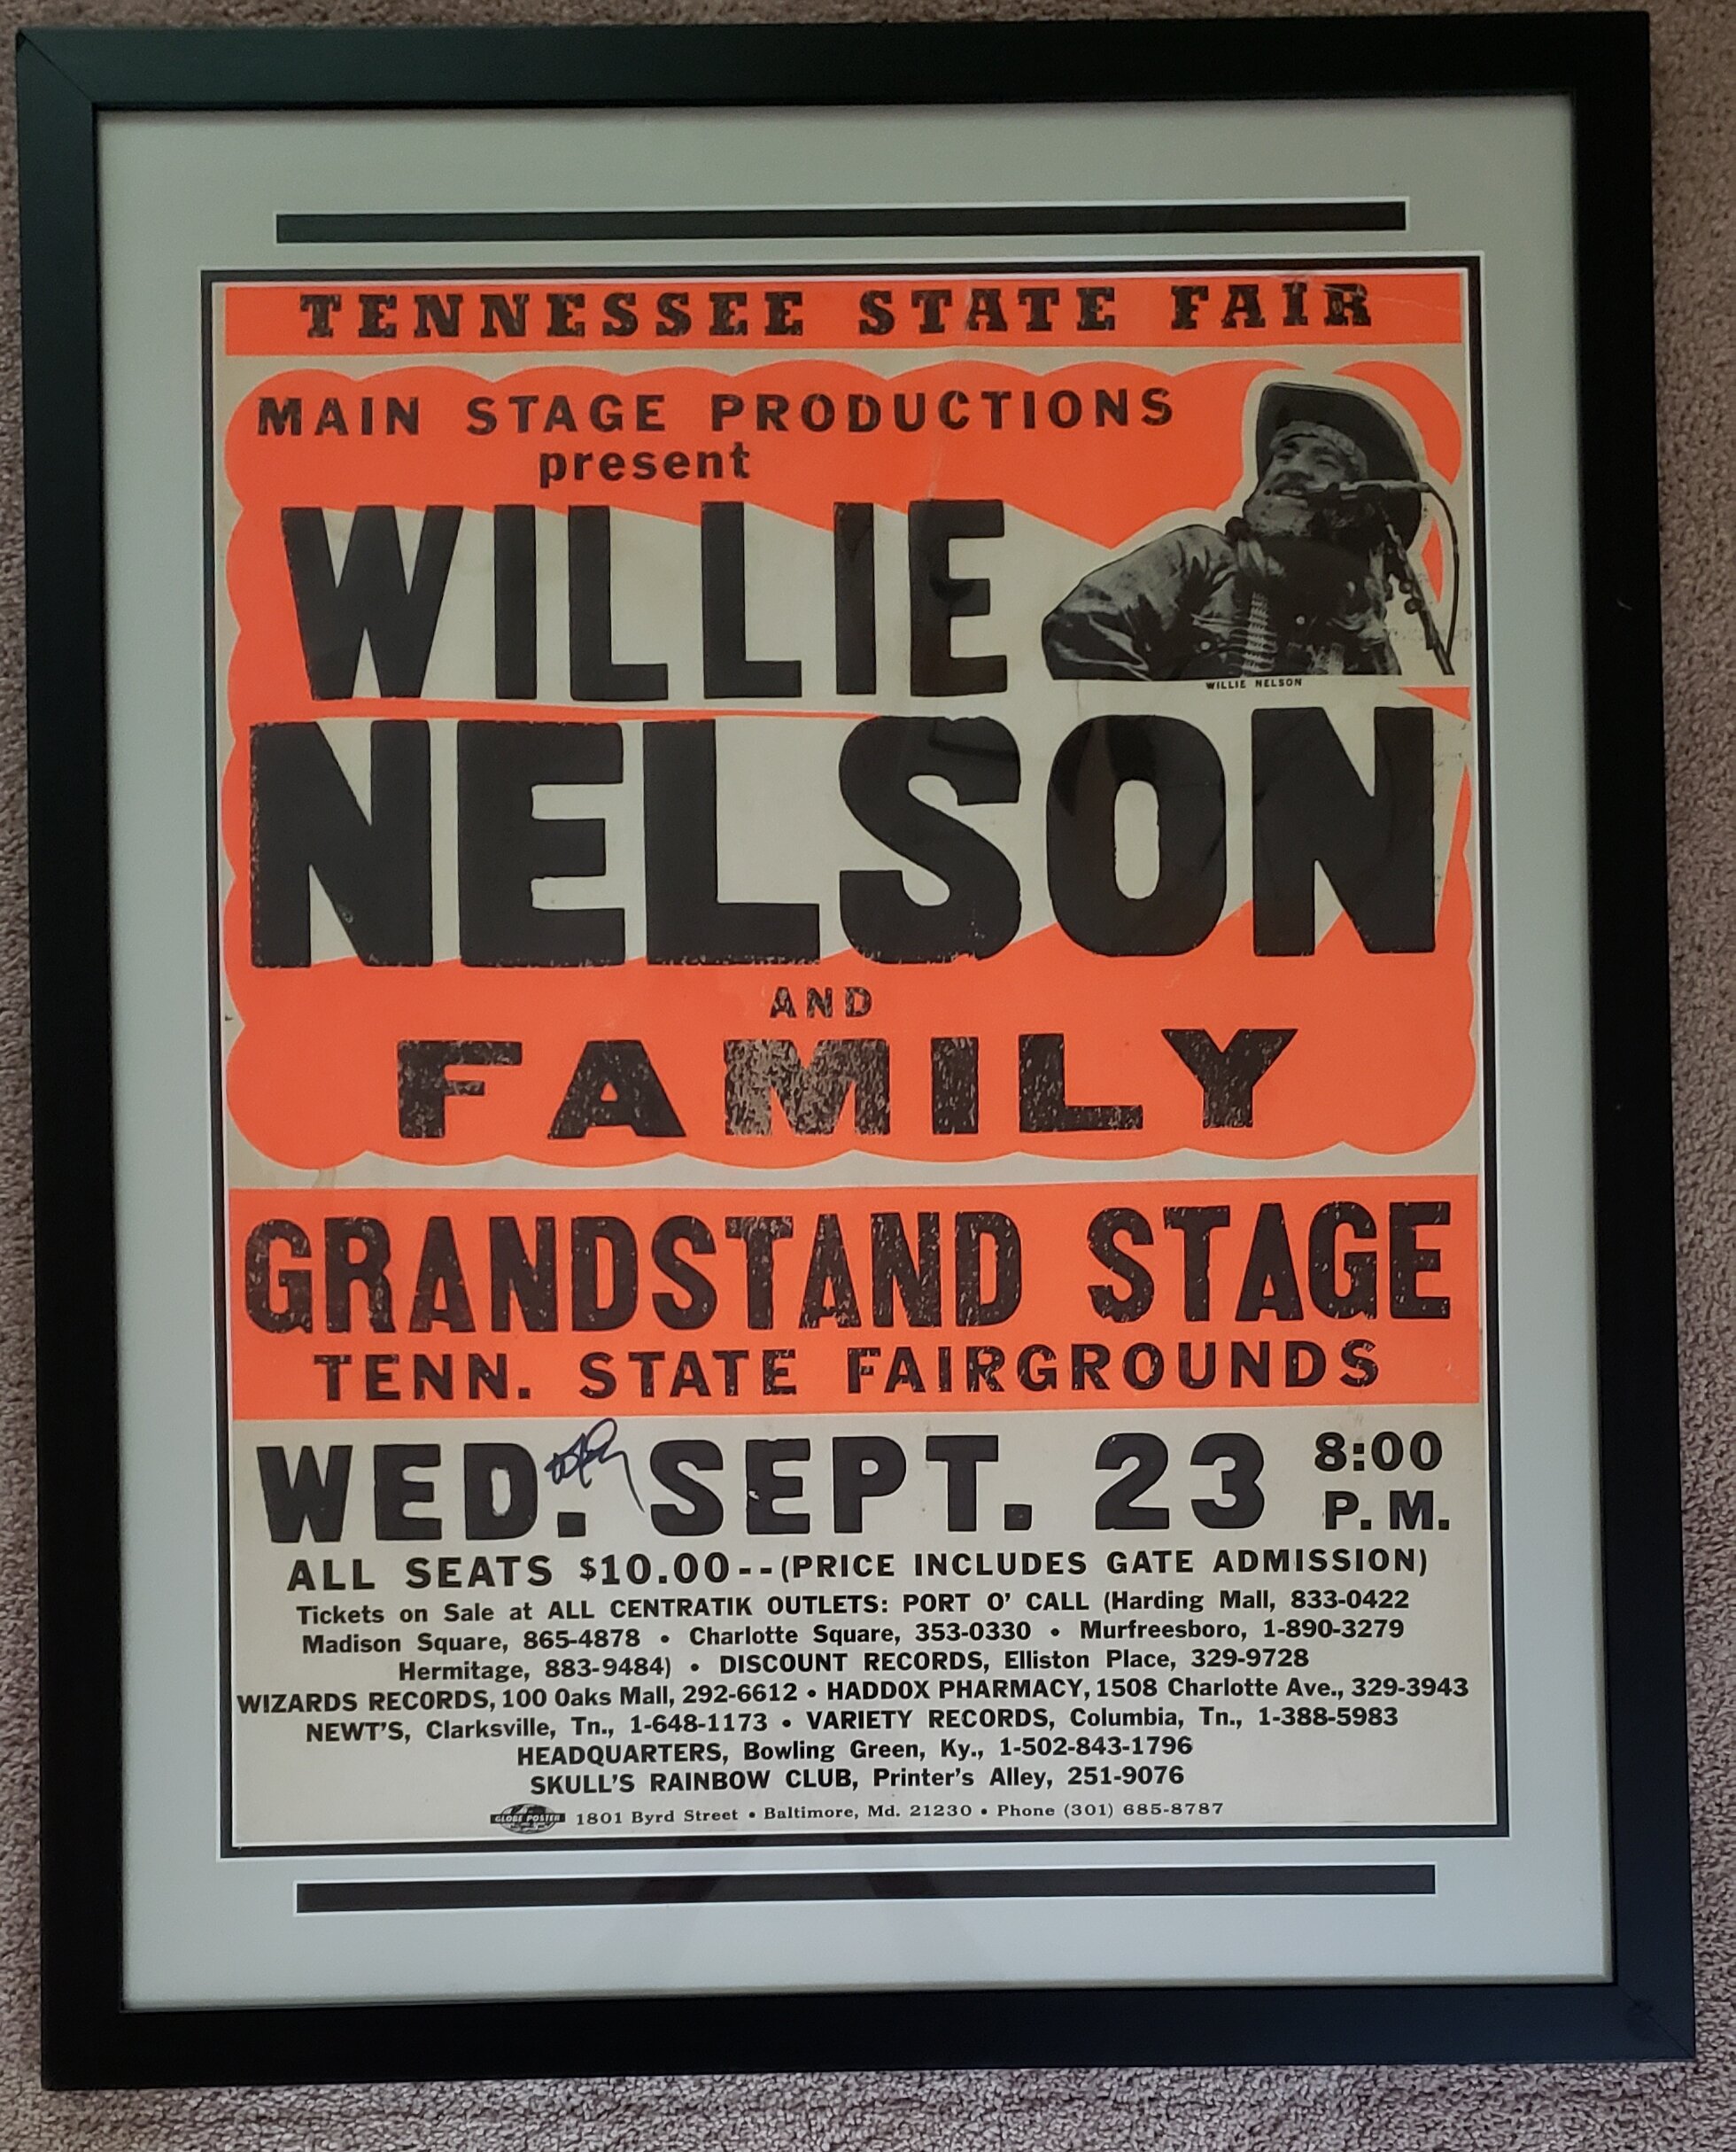 TENNESSEE STATE FAIR
MAIN STAGE PRODUCTIONS
present
WILLIE
WILLIE NELSON
NELSON
AND
FAMILY
GRANDSTAND STAGE
TENN. STATE FAIRGROUNDS
WED. SEPT. 23 8:00 P.M.
ALL SEATS $10.00--(PRICE INCLUDES GATE ADMISSION)
Tickets on Sale at ALL CENTRATIK OUTLETS: PORT O' CALL (Harding Mall, 833-0422
Madison Square, 865-4878 • Charlotte Square, 353-0330 • Murfreesboro, 1-890-3279
Hermitage, 883-9484) • DISCOUNT RECORDS, Elliston Place, 329-9728
WIZARDS RECORDS, 100 Oaks Mall, 292-6612 • HADDOX PHARMACY, 1508 Charlotte Ave., 329-3943
NEWT'S, Clarksville, Tn., 1-648-1173 • VARIETY RECORDS, Columbia, Tn., 1-388-5983
HEADQUARTERS, Bowling Green, Ky., 1-502-843-1796
SKULL'S RAINBOW CLUB, Printer's Alley, 251-9076
GLOBE POSTER 1801 Byrd Street • Baltimore, Md. 21230 • Phone (301) 685-8787